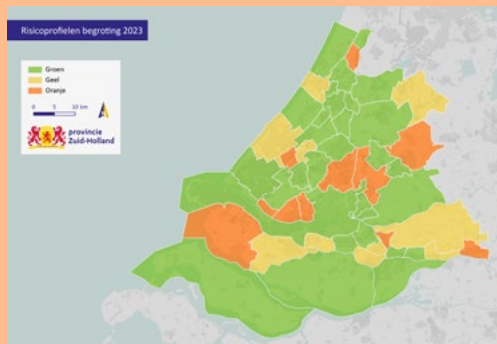 Risicoprofielen begroting 2023
Groen
Geel
Oranje
0 5 10 km
provincie
Zuid-Holland